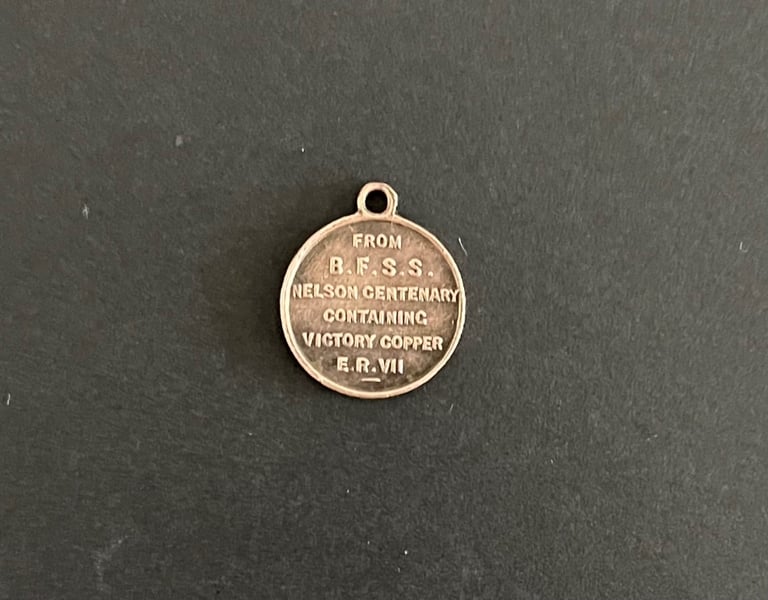 FROM
B.F.S.S.
NELSON CENTENARY
CONTAINING
VICTORY COPPER
E.R.VII